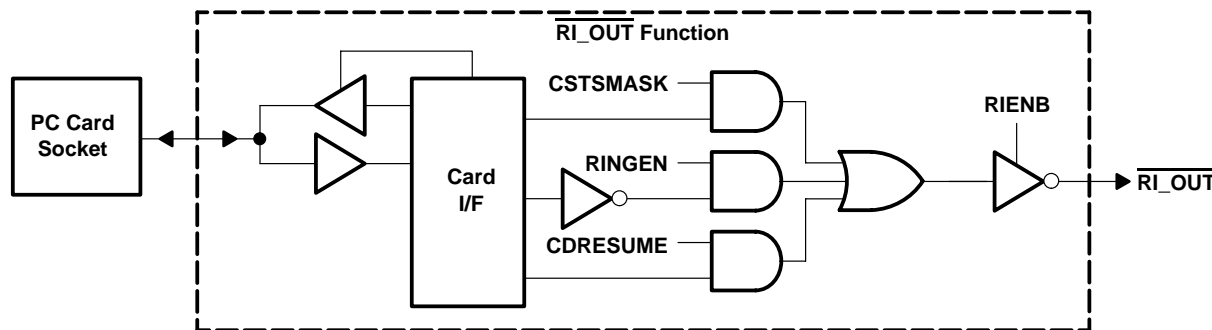 RI_OUT Function
PC Card
Socket
CSTSMASK
RINGEN
CDRESUME
Card
I/F
RIENB
RI_OUT